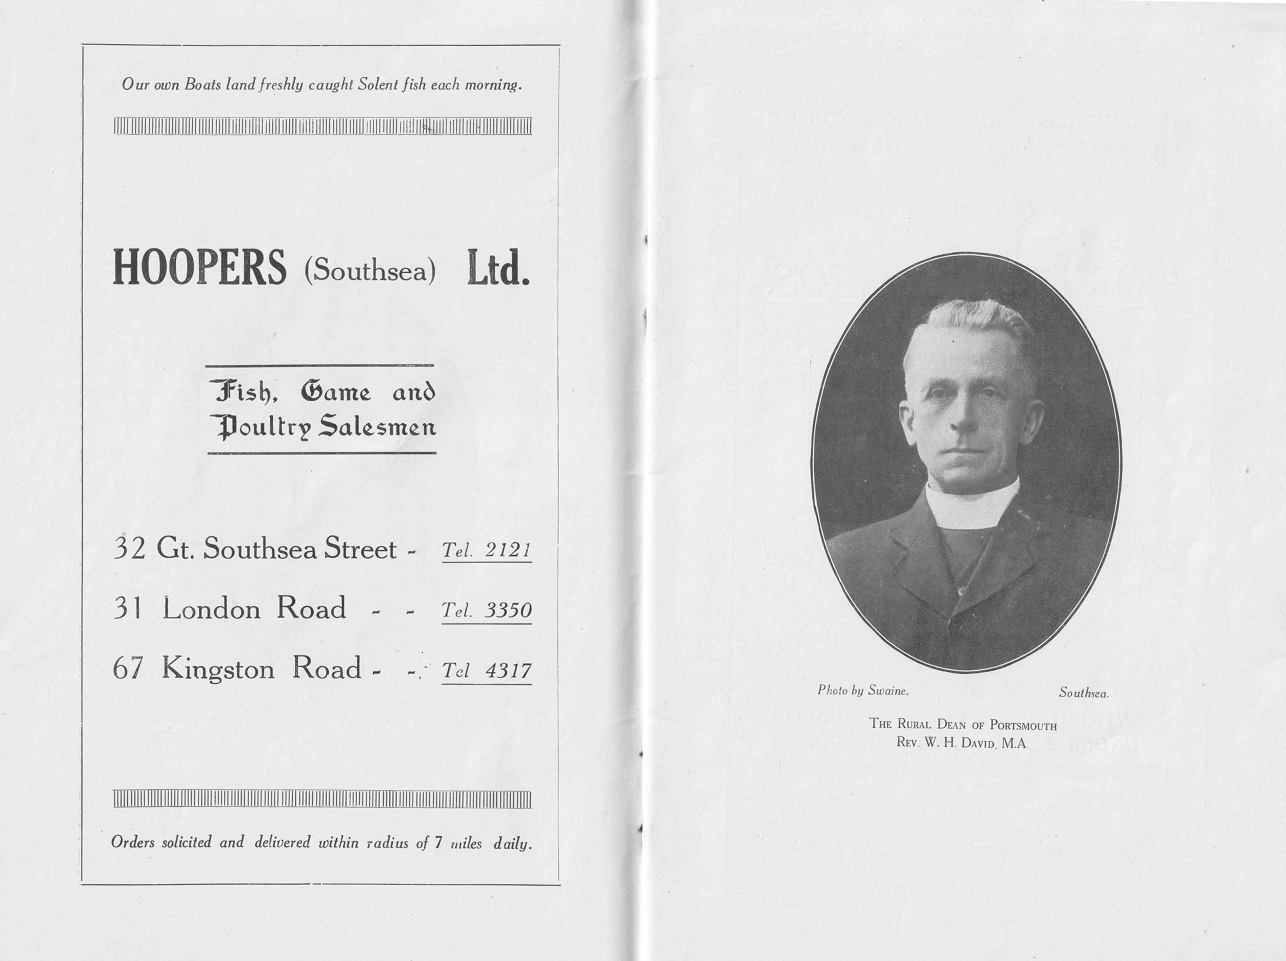 Our own Boats land freshly caught Solent fish each morning.
HOOPERS (Southsea) Ltd.
Fish, Game and
Poultry Salesmen
32 Gt. Southsea Street - Tel. 2121
31 London Road - - Tel. 3350
67 Kingston Road - - Tel 4317
Orders solicited and delivered within radius of 7 miles daily.
Photo by Swaine. Southsea.
THE RURAL DEAN OF PORTSMOUTH
REV. W. H. DAVID, M.A